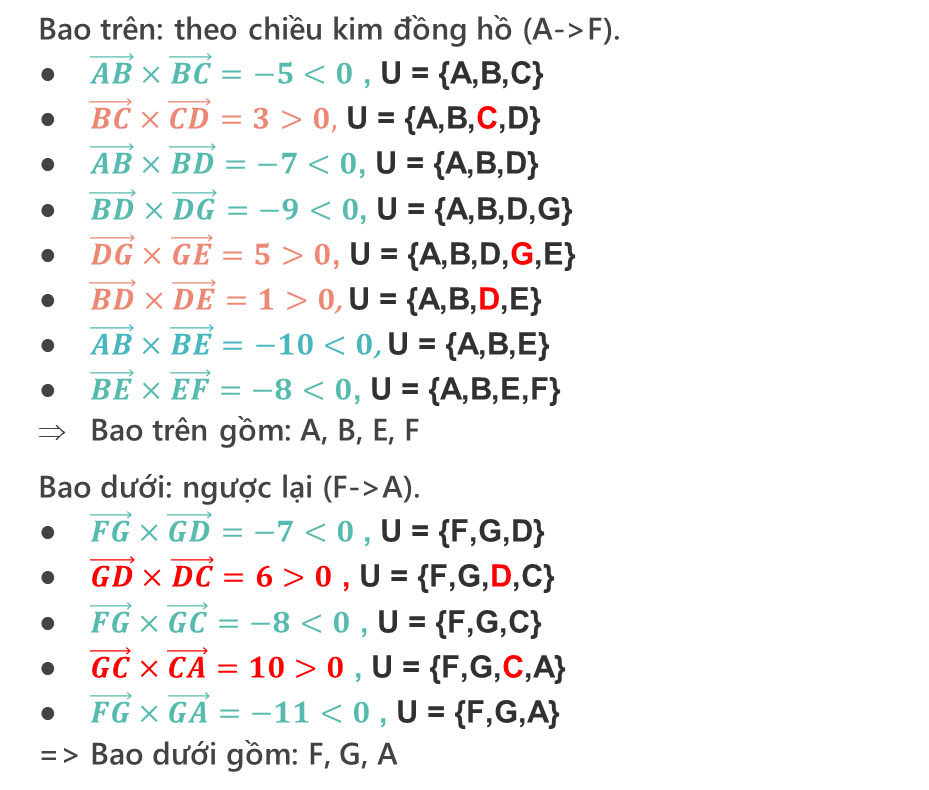 Bao trên: theo chiều kim đồng hồ (A->F).
● $\overrightarrow{AB} \times \overrightarrow{BC} = -5 < 0$ , U = {A,B,C}
● $\overrightarrow{BC} \times \overrightarrow{CD} = 3 > 0$, U = {A,B,C,D}
● $\overrightarrow{AB} \times \overrightarrow{BD} = -7 < 0$, U = {A,B,D}
● $\overrightarrow{BD} \times \overrightarrow{DG} = -9 < 0$, U = {A,B,D,G}
● $\overrightarrow{DG} \times \overrightarrow{GE} = 5 > 0$, U = {A,B,D,G,E}
● $\overrightarrow{BD} \times \overrightarrow{DE} = 1 > 0$, U = {A,B,D,E}
● $\overrightarrow{AB} \times \overrightarrow{BE} = -10 < 0$, U = {A,B,E}
● $\overrightarrow{BE} \times \overrightarrow{EF} = -8 < 0$, U = {A,B,E,F}
⇒ Bao trên gồm: A, B, E, F
Bao dưới: ngược lại (F->A).
● $\overrightarrow{FG} \times \overrightarrow{GD} = -7 < 0$ , U = {F,G,D}
● $\overrightarrow{GD} \times \overrightarrow{DC} = 6 > 0$ , U = {F,G,D,C}
● $\overrightarrow{FG} \times \overrightarrow{GC} = -8 < 0$ , U = {F,G,C}
● $\overrightarrow{GC} \times \overrightarrow{CA} = 10 > 0$ , U = {F,G,C,A}
● $\overrightarrow{FG} \times \overrightarrow{GA} = -11 < 0$ , U = {F,G,A}
=> Bao dưới gồm: F, G, A